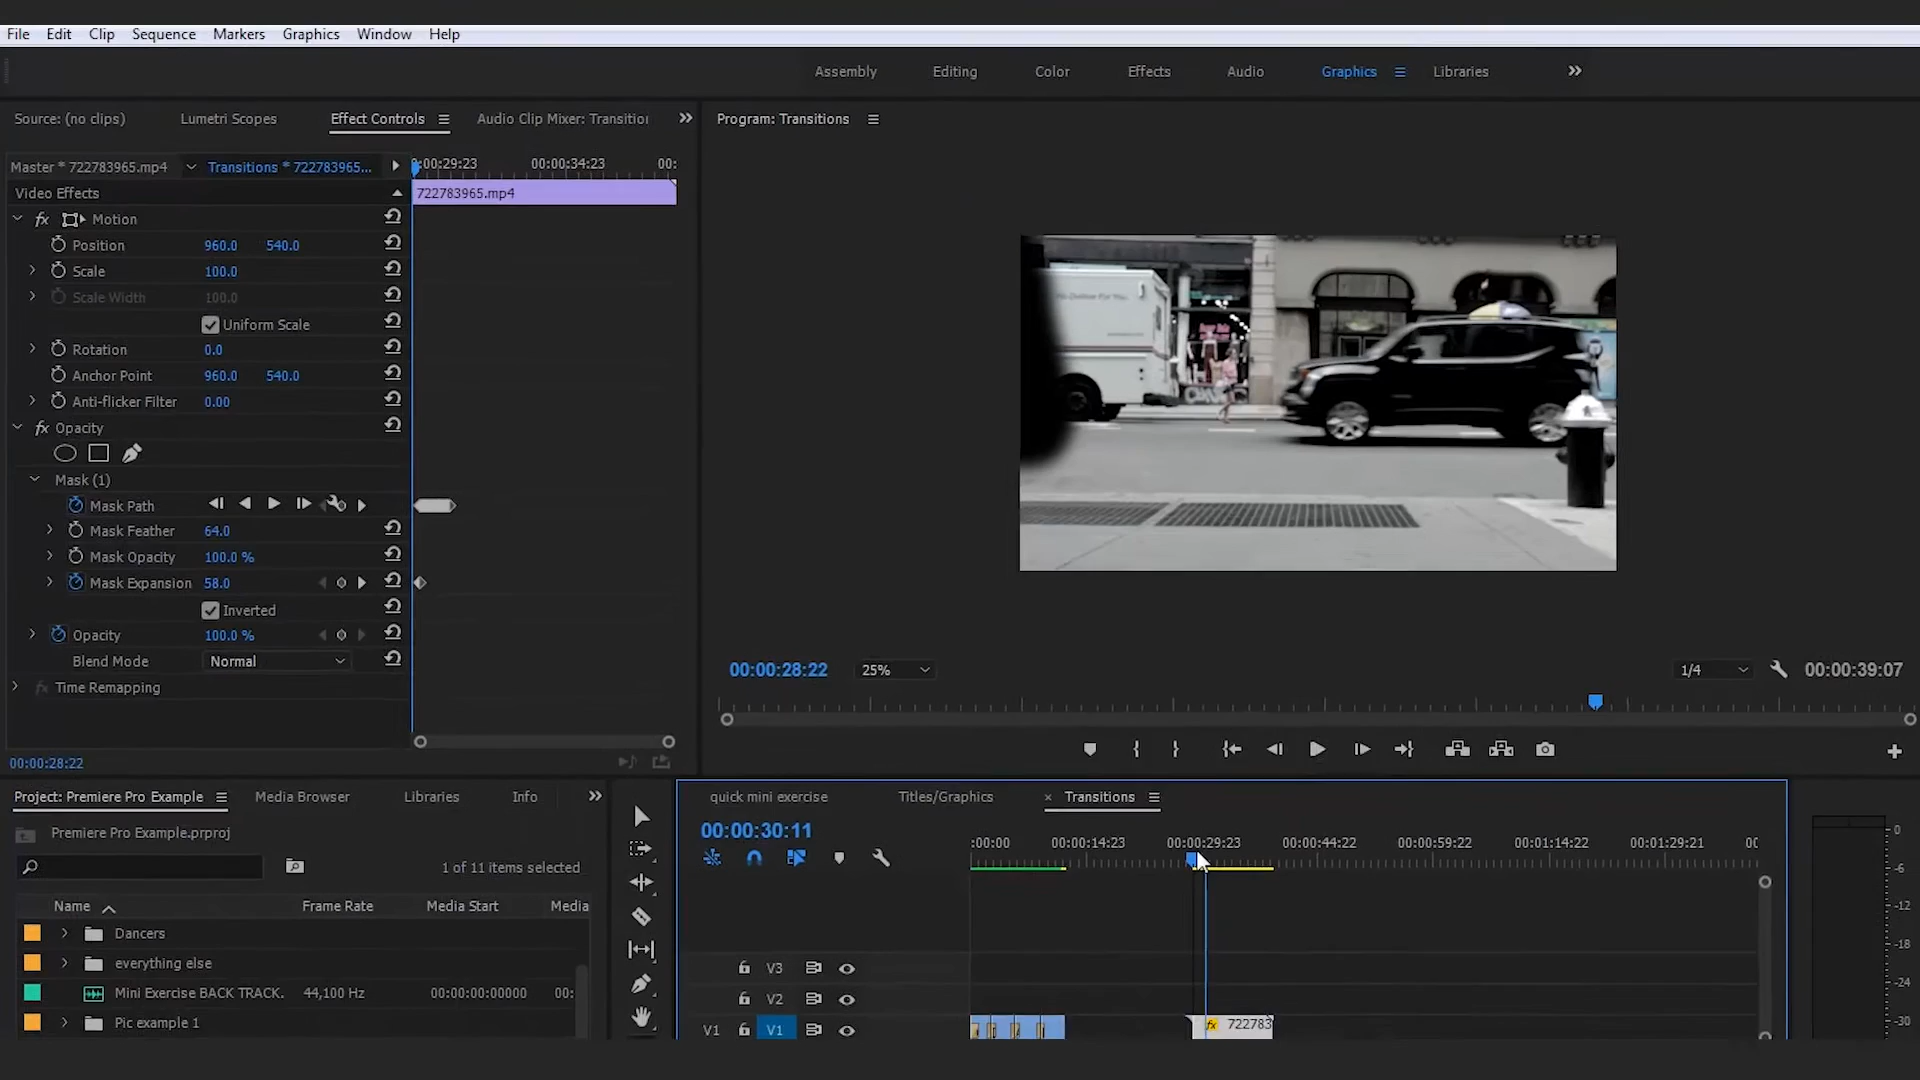 File Edit Clip Sequence Markers Graphics Window Help
Assembly Editing Color Effects Audio Graphics Libraries
Source: (no clips) Lumetri Scopes Effect Controls Audio Clip Mixer: Transition
Program: Transitions
Master * 722783965.mp4 Transitions * 722783965...
:00:29:23 00:00:34:23 00:
Video Effects
722783965.mp4
fx Motion
Position 960.0 540.0
Scale 100.0
Scale Width 100.0
Uniform Scale
Rotation 0.0
Anchor Point 960.0 540.0
Anti-flicker Filter 0.00
fx Opacity
Mask (1)
Mask Path
Mask Feather 64.0
Mask Opacity 100.0 %
Mask Expansion 58.0
Inverted
Opacity 100.0 %
Blend Mode Normal
fx Time Remapping
00:00:28:22
00:00:28:22 25% 1/4 00:00:39:07
Project: Premiere Pro Example Media Browser Libraries Info
Premiere Pro Example.prproj
1 of 11 items selected
Name Frame Rate Media Start Media
Dancers
everything else
Mini Exercise BACK TRACK. 44,100 Hz 00:00:00:00000 00:
Pic example 1
quick mini exercise Titles/Graphics × Transitions
00:00:30:11
:00:00 00:00:14:23 00:00:29:23 00:00:44:22 00:00:59:22 00:01:14:22 00:01:29:21 00
V3
V2
V1 V1
fx 722783
0
-6
-12
-18
-24
-30